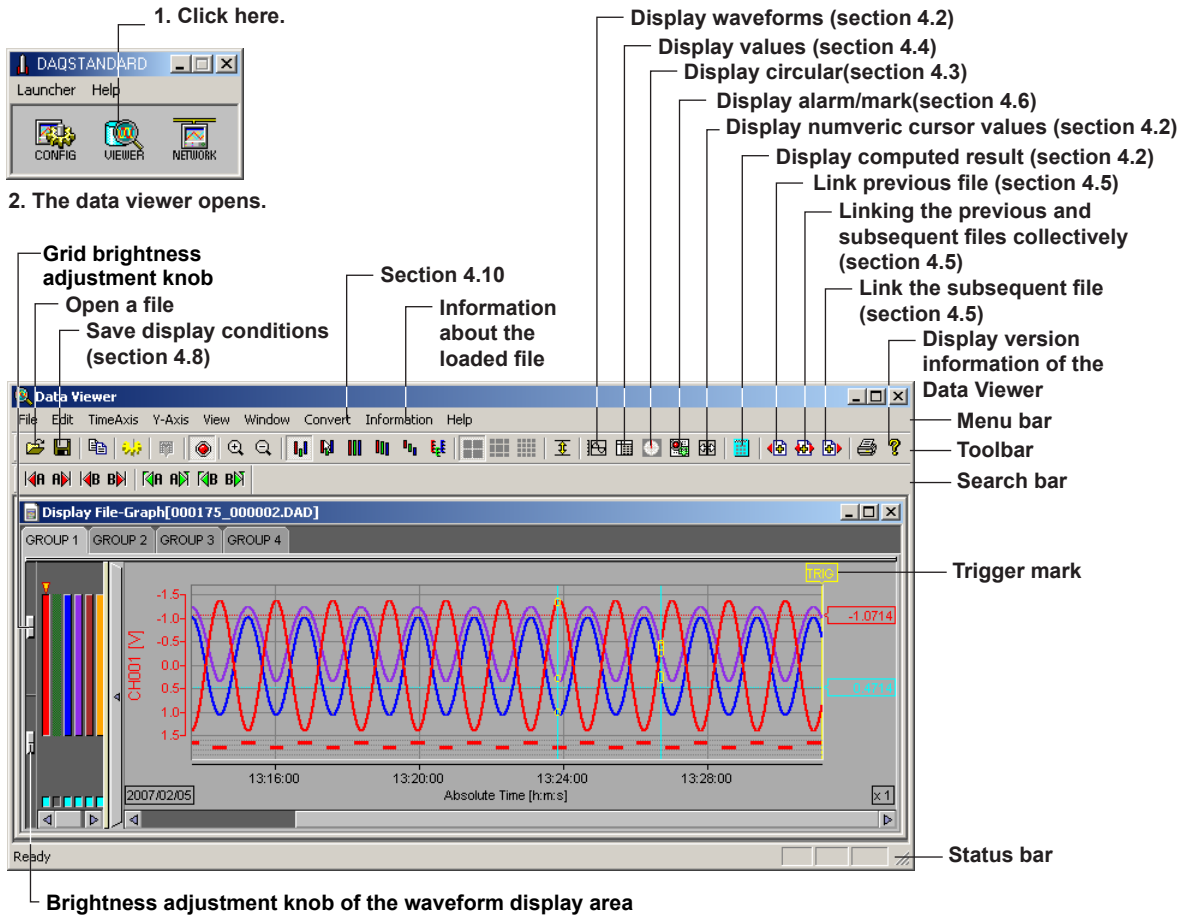 1. Click here.
DAQSTANDARD
Launcher Help
CONFIG VIEWER NETWORK
2. The data viewer opens.
Display waveforms (section 4.2)
Display values (section 4.4)
Display circular(section 4.3)
Display alarm/mark(section 4.6)
Display numveric cursor values (section 4.2)
Display computed result (section 4.2)
Link previous file (section 4.5)
Linking the previous and
subsequent files collectively
(section 4.5)
Link the subsequent file
(section 4.5)
Display version
information of the
Data Viewer
Grid brightness
adjustment knob
Open a file
Save display conditions
(section 4.8)
Section 4.10
Information
about the
loaded file
Data Viewer
File Edit TimeAxis Y-Axis View Window Convert Information Help
Menu bar
Toolbar
A A B B A A B B
Search bar
Display File-Graph[000175_000002.DAD]
GROUP 1 GROUP 2 GROUP 3 GROUP 4
TRIG
Trigger mark
-1.5
-1.0
-0.5
0.0
0.5
1.0
1.5
CH001 [V]
-1.0714
13:16:00 13:20:00 13:24:00 13:28:00
2007/02/05 Absolute Time [h:m:s] x 1
Ready
Status bar
Brightness adjustment knob of the waveform display area